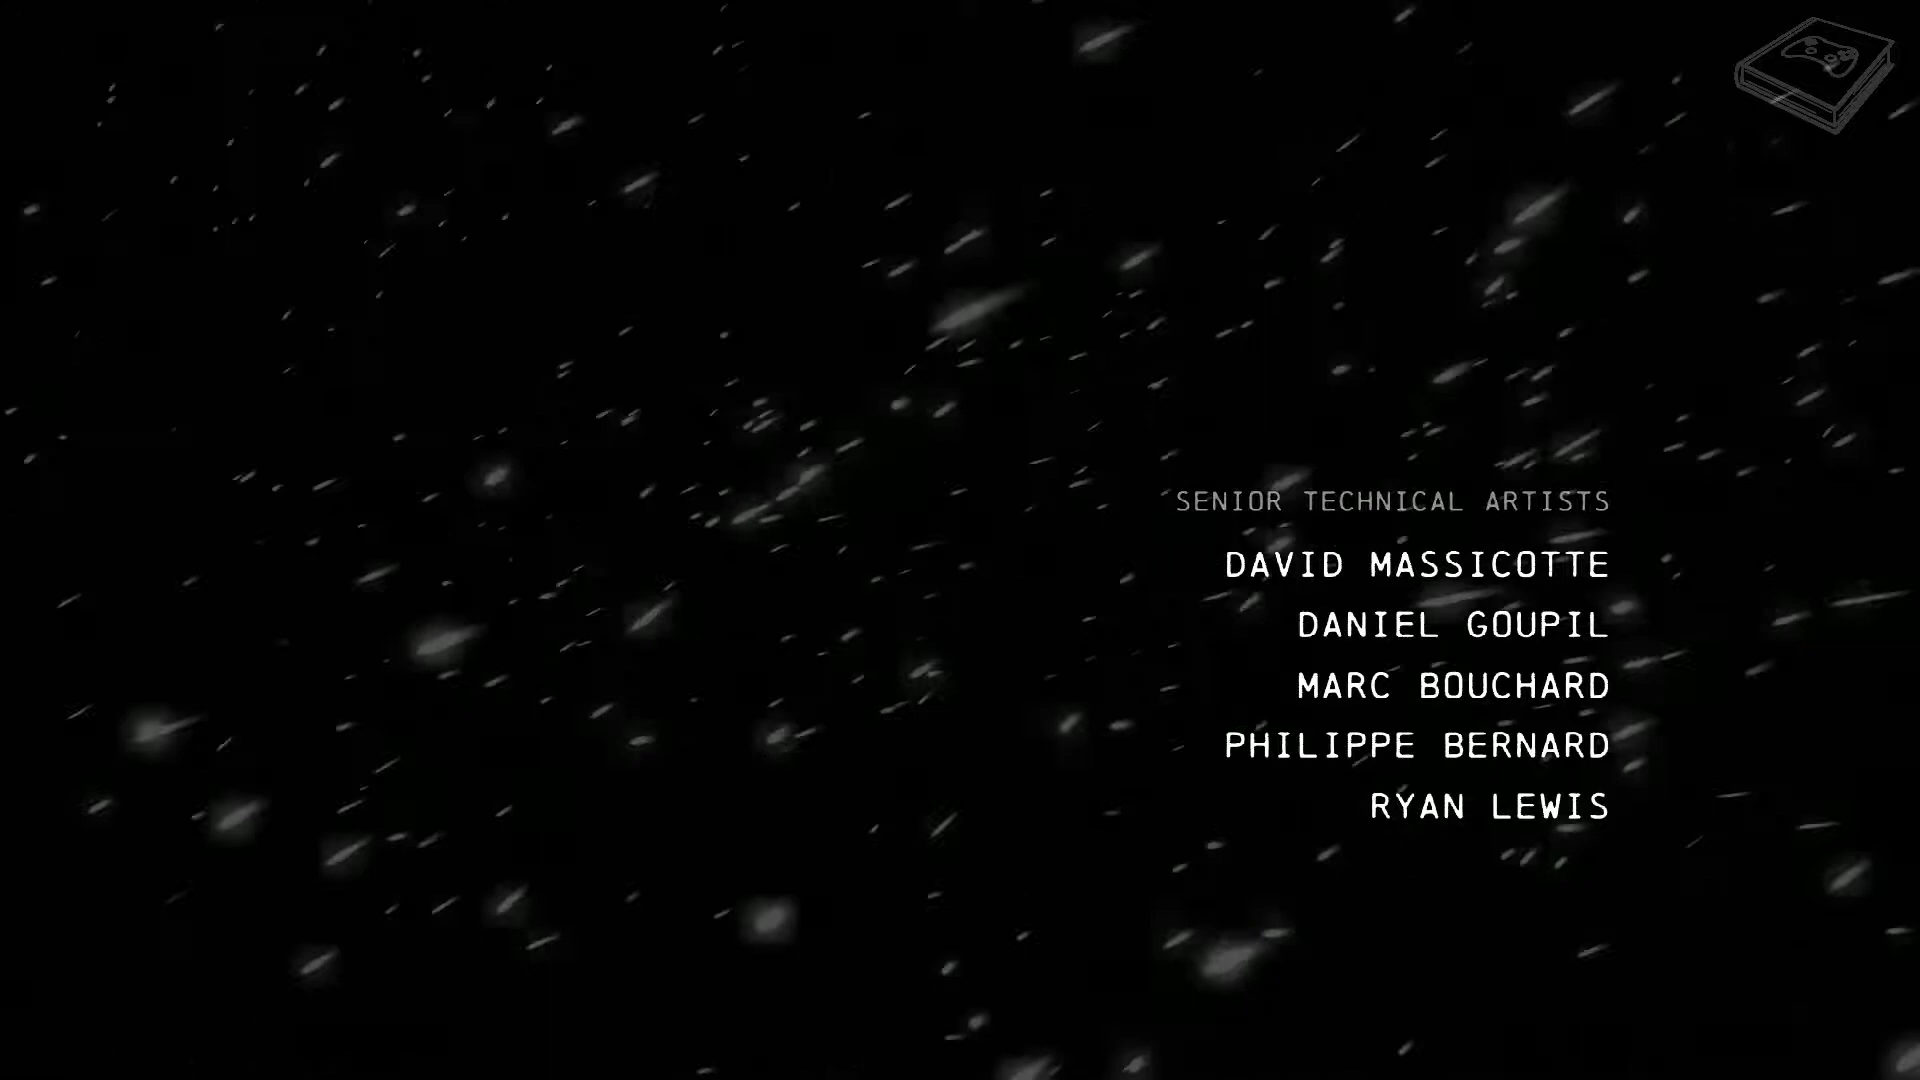 SENIOR TECHNICAL ARTISTS
DAVID MASSICOTTE
DANIEL GOUPIL
MARC BOUCHARD
PHILIPPE BERNARD
RYAN LEWIS